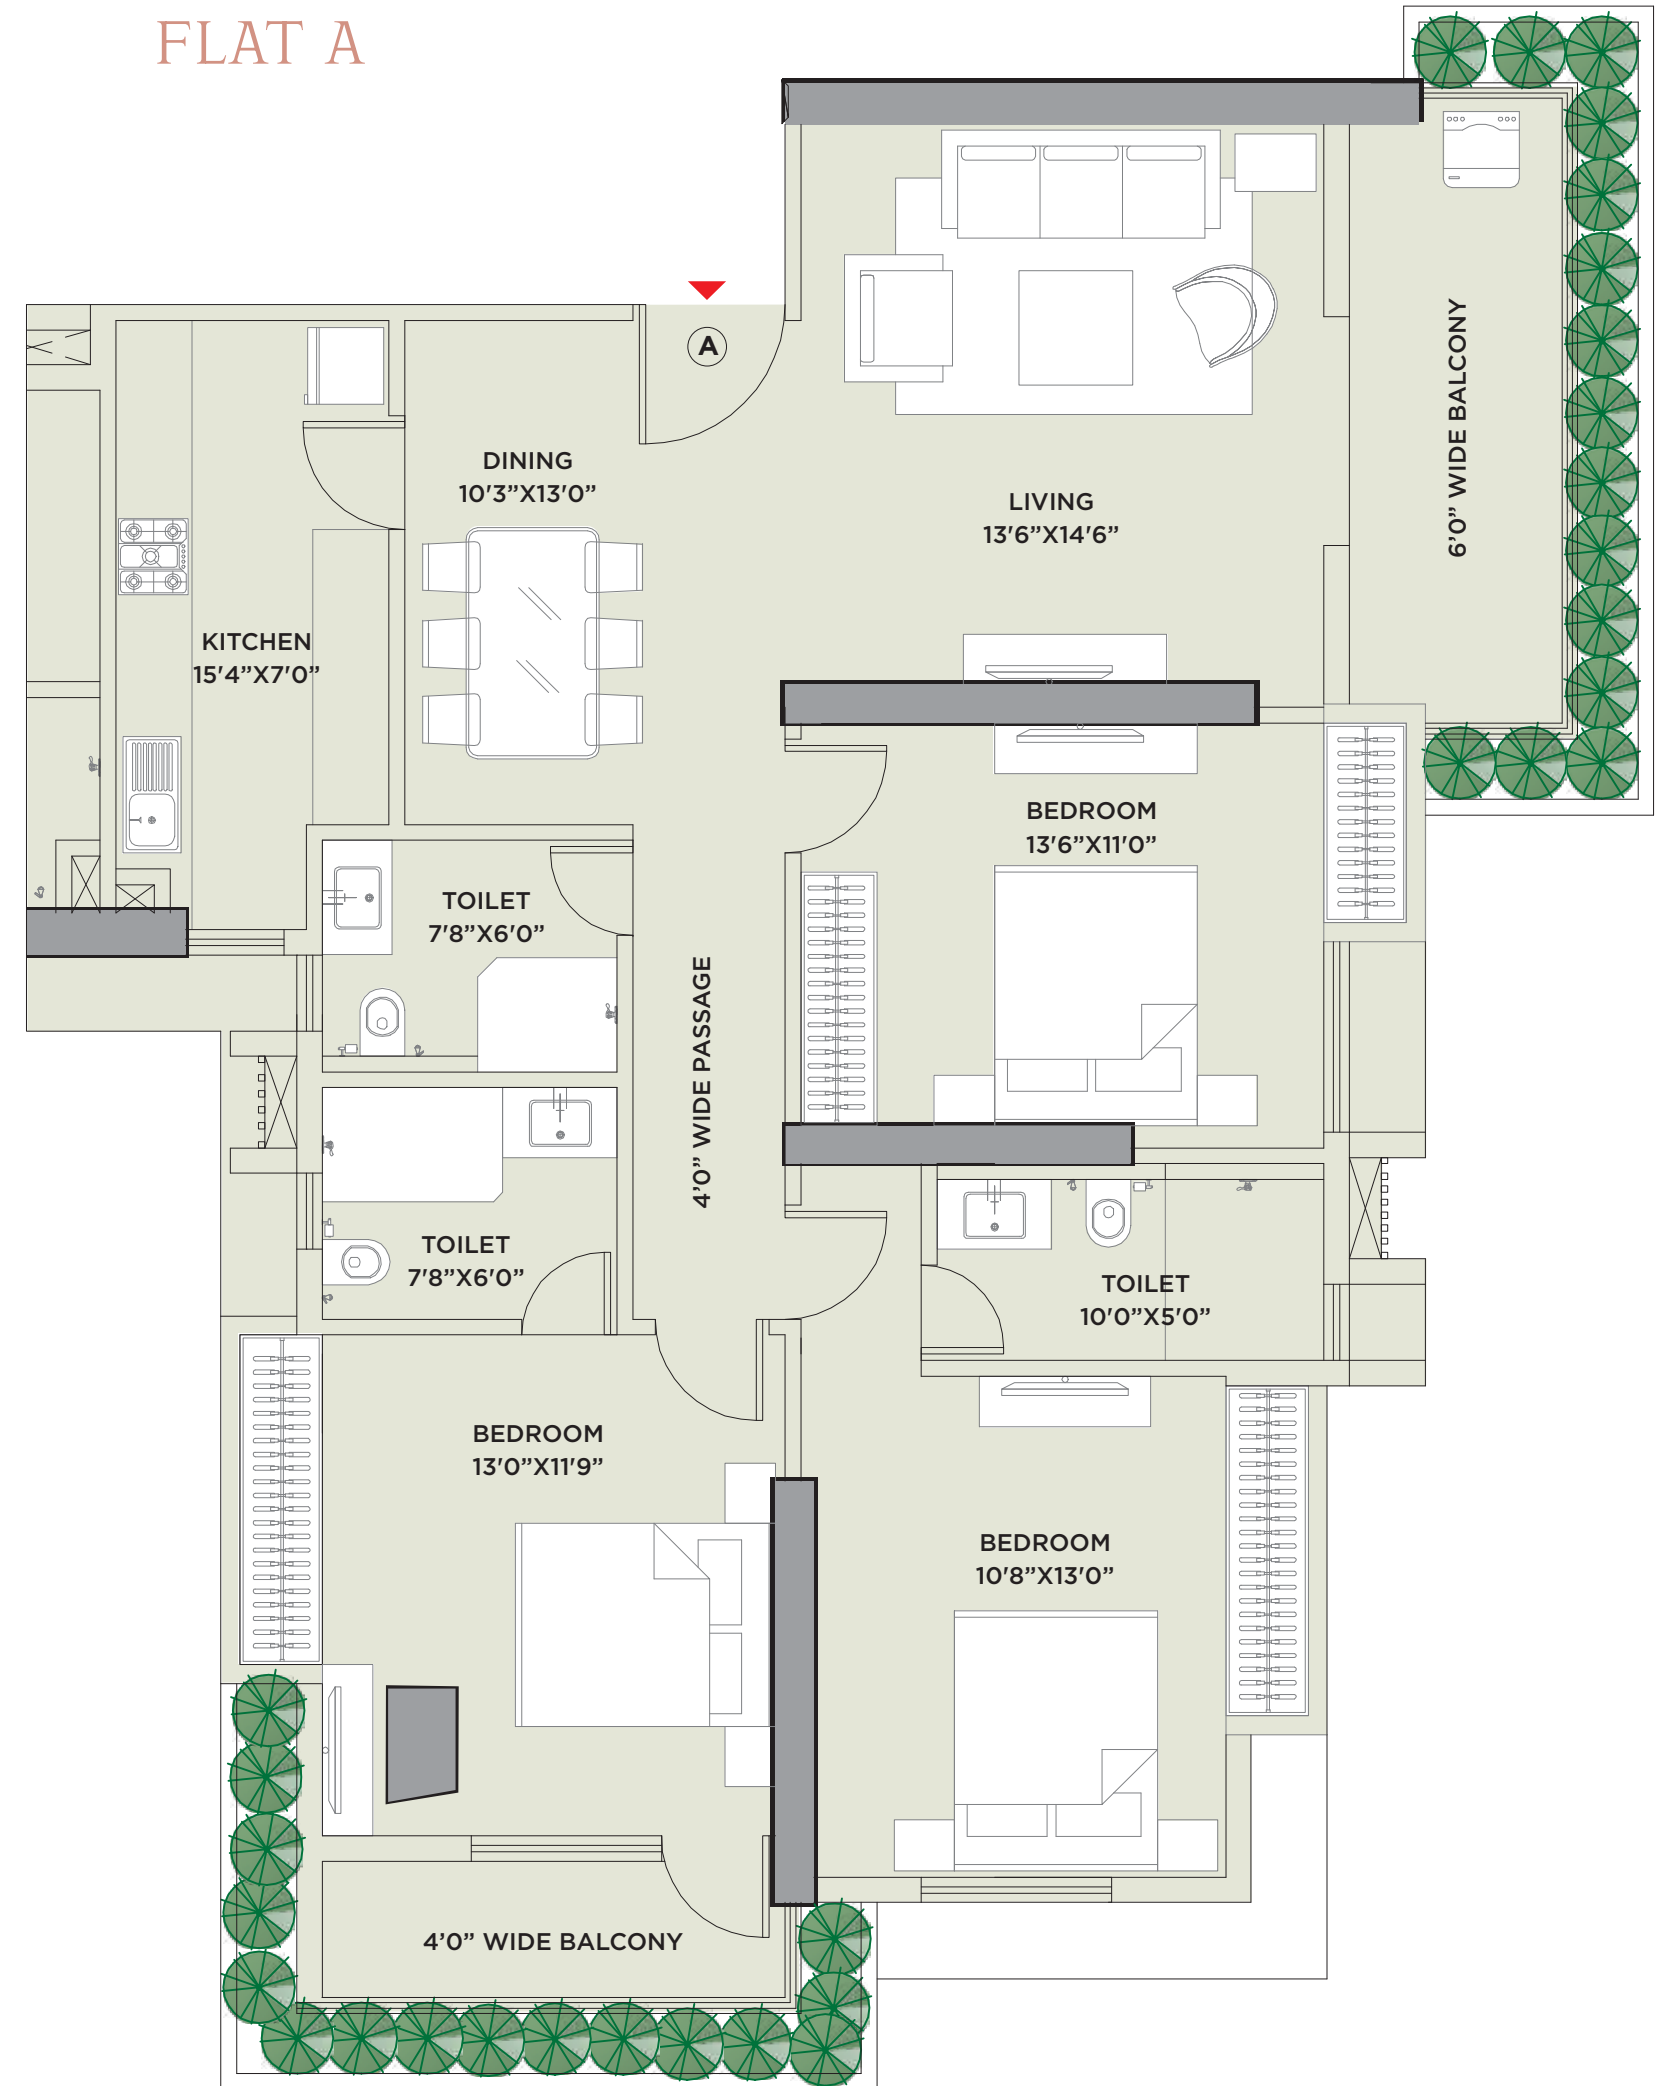 FLAT A
A
DINING
10'3”X13'0”
LIVING
13'6”X14'6”
6’0” WIDE BALCONY
KITCHEN
15'4”X7'0”
BEDROOM
13'6”X11'0”
TOILET
7'8”X6'0”
4’0” WIDE PASSAGE
TOILET
7'8”X6'0”
TOILET
10'0”X5'0”
BEDROOM
13'0”X11'9”
BEDROOM
10'8”X13'0”
4’0” WIDE BALCONY